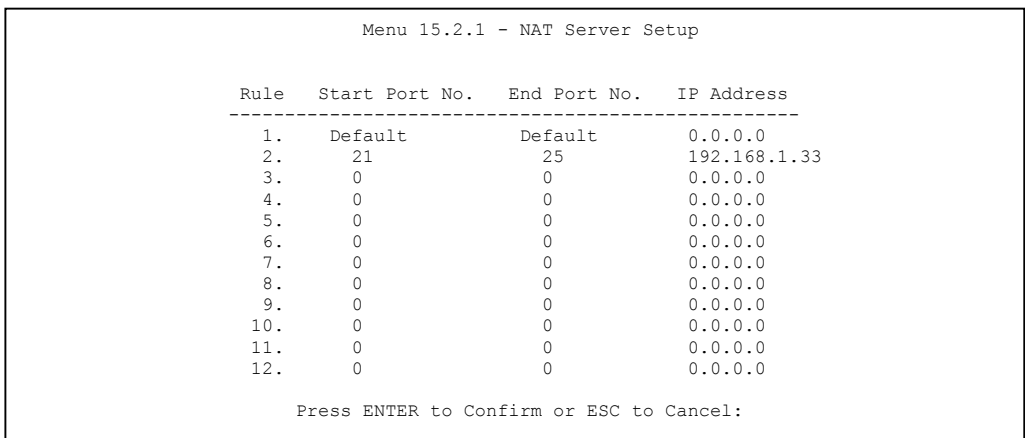 Menu 15.2.1 - NAT Server Setup
Rule Start Port No. End Port No. IP Address
---------------------------------------------------
1. Default Default 0.0.0.0
2. 21 25 192.168.1.33
3. 0 0 0.0.0.0
4. 0 0 0.0.0.0
5. 0 0 0.0.0.0
6. 0 0 0.0.0.0
7. 0 0 0.0.0.0
8. 0 0 0.0.0.0
9. 0 0 0.0.0.0
10. 0 0 0.0.0.0
11. 0 0 0.0.0.0
12. 0 0 0.0.0.0
Press ENTER to Confirm or ESC to Cancel: